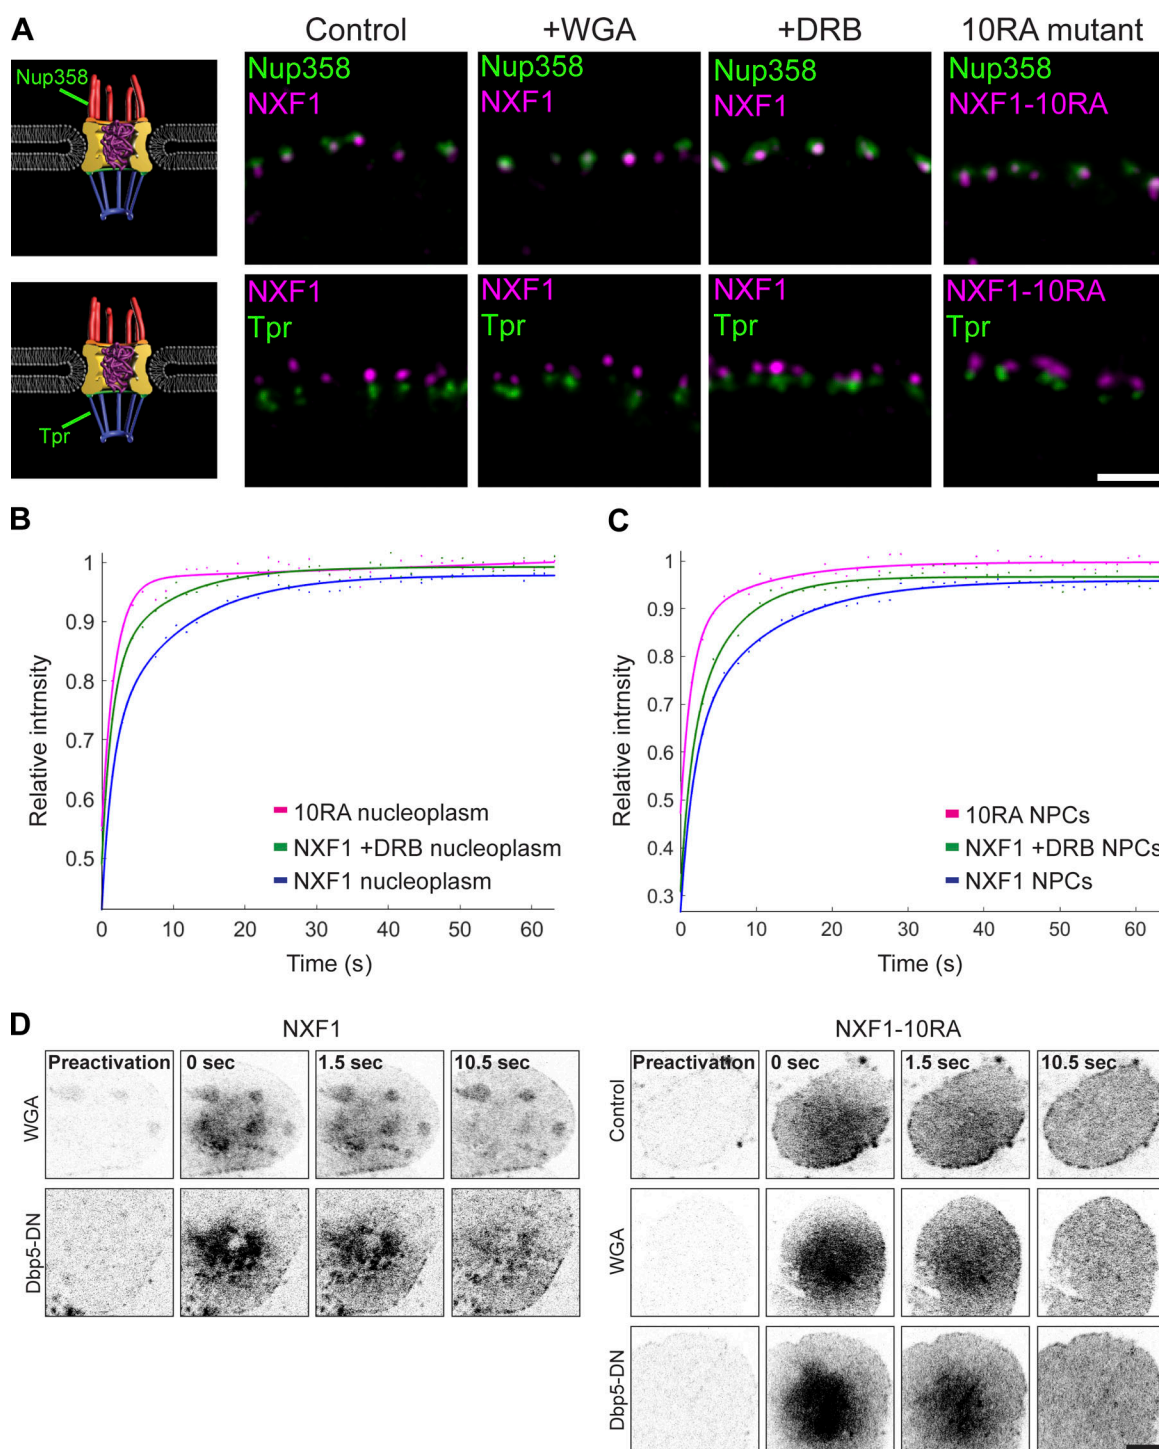 A
Control
+WGA
+DRB
10RA mutant
Nup358
Nup358
NXF1
Nup358
NXF1
Nup358
NXF1
Nup358
NXF1-10RA
Tpr
NXF1
Tpr
NXF1
Tpr
NXF1
Tpr
NXF1-10RA
Tpr
B
Relative intrnsity
1
0.9
0.8
0.7
0.6
0.5
0 10 20 30 40 50 60
Time (s)
10RA nucleoplasm
NXF1 +DRB nucleoplasm
NXF1 nucleoplasm
C
Relative intrnsity
1
0.9
0.8
0.7
0.6
0.5
0.4
0.3
0 10 20 30 40 50 60
Time (s)
10RA NPCs
NXF1 +DRB NPCs
NXF1 NPCs
D
NXF1
Preactivation 0 sec 1.5 sec 10.5 sec
WGA
Dbp5-DN
NXF1-10RA
Preactivation 0 sec 1.5 sec 10.5 sec
Control
WGA
Dbp5-DN